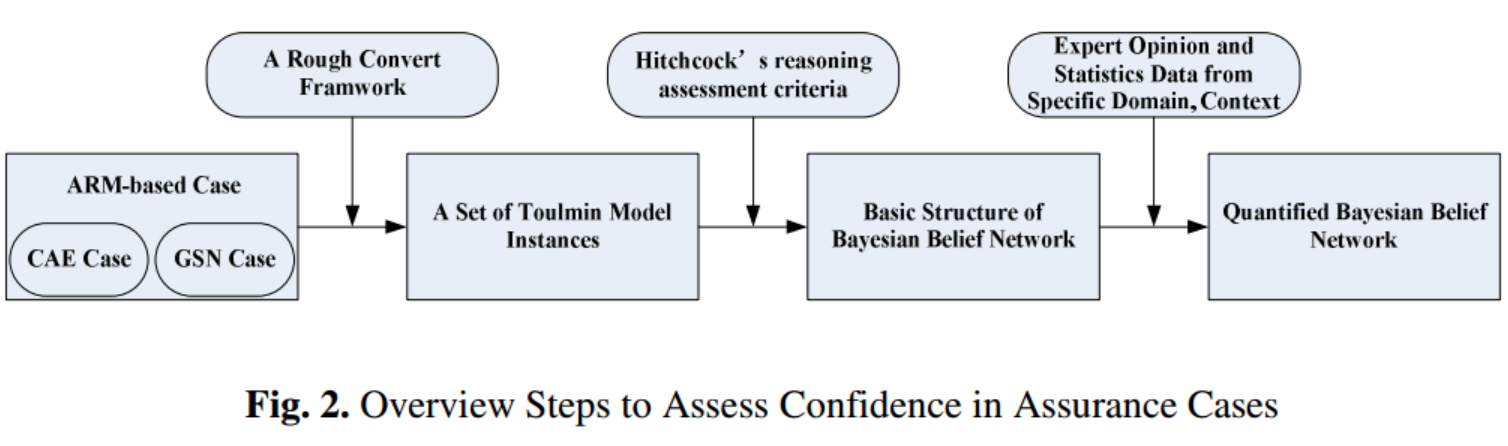 A Rough Convert
Framwork
Hitchcock’s reasoning
assessment criteria
Expert Opinion and
Statistics Data from
Specific Domain, Context
ARM-based Case
CAE Case
GSN Case
A Set of Toulmin Model
Instances
Basic Structure of
Bayesian Belief Network
Quantified Bayesian Belief
Network
Fig. 2. Overview Steps to Assess Confidence in Assurance Cases